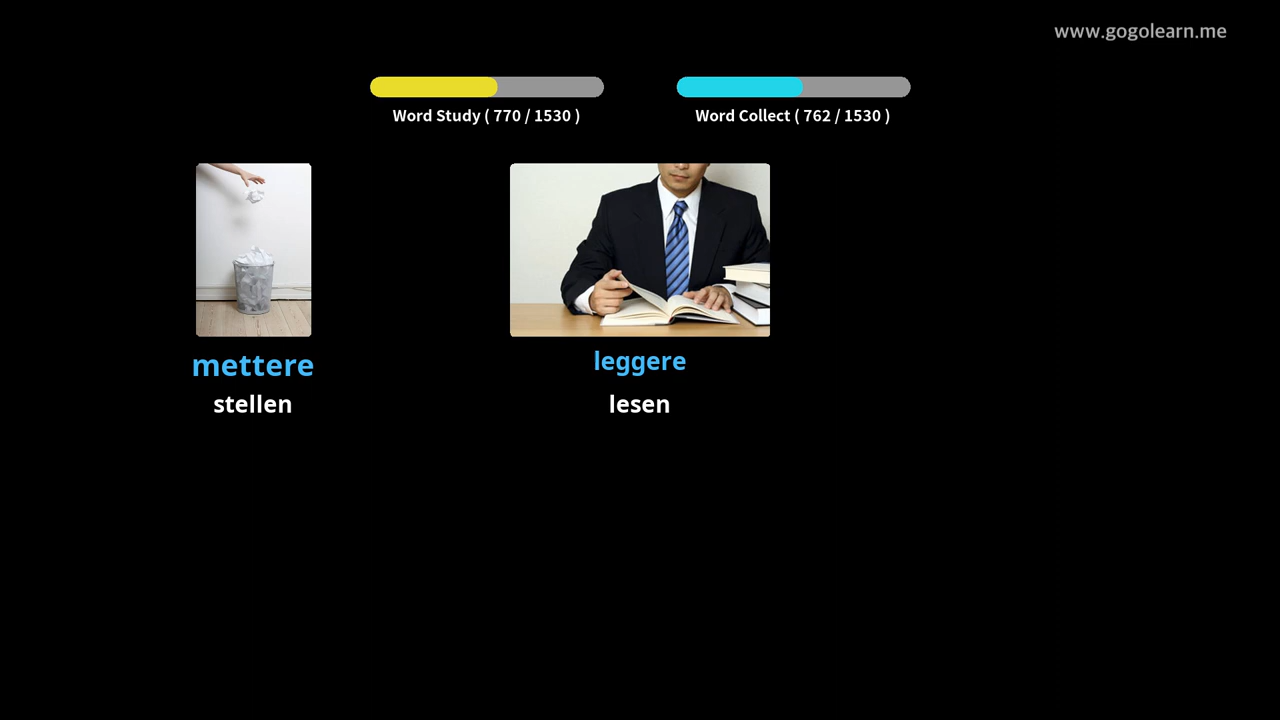 www.gogolearn.me
Word Study ( 770 / 1530 )
Word Collect ( 762 / 1530 )
mettere
stellen
leggere
lesen